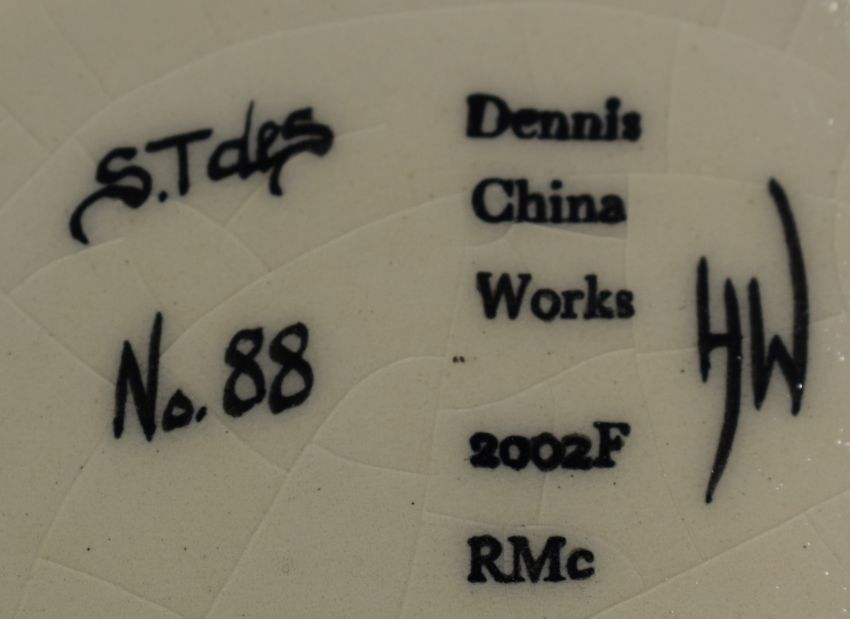 S.T des
No. 88
Dennis
China
Works
2002F
RMc
HW